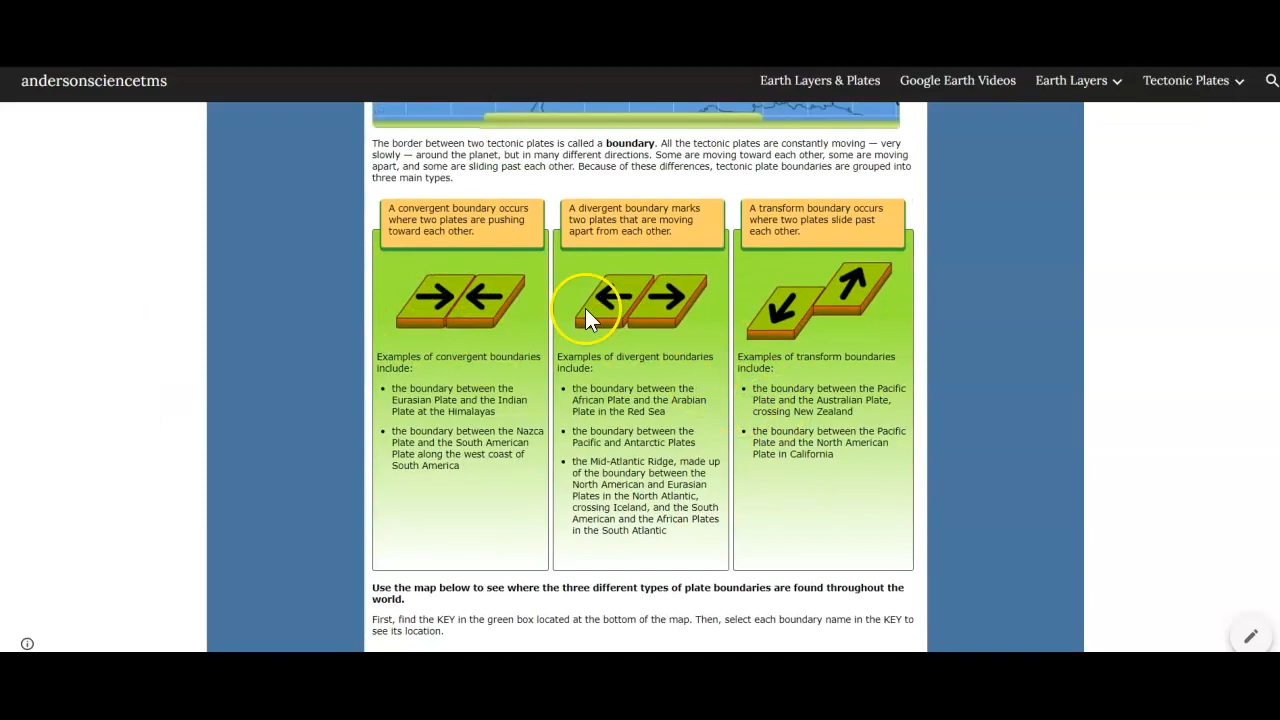 andersonsciencetms
Earth Layers & Plates
Google Earth Videos
Earth Layers
Tectonic Plates
The border between two tectonic plates is called a boundary. All the tectonic plates are constantly moving — very
slowly — around the planet, but in many different directions. Some are moving toward each other, some are moving
apart, and some are sliding past each other. Because of these differences, tectonic plate boundaries are grouped into
three main types.
A convergent boundary occurs
where two plates are pushing
toward each other.
Examples of convergent boundaries
include:
• the boundary between the
Eurasian Plate and the Indian
Plate at the Himalayas
• the boundary between the Nazca
Plate and the South American
Plate along the west coast of
South America
A divergent boundary marks
two plates that are moving
apart from each other.
Examples of divergent boundaries
include:
• the boundary between the
African Plate and the Arabian
Plate in the Red Sea
• the boundary between the
Pacific and Antarctic Plates
• the Mid-Atlantic Ridge, made up
of the boundary between the
North American and Eurasian
Plates in the North Atlantic,
crossing Iceland, and the South
American and the African Plates
in the South Atlantic
A transform boundary occurs
where two plates slide past
each other.
Examples of transform boundaries
include:
• the boundary between the Pacific
Plate and the Australian Plate,
crossing New Zealand
• the boundary between the Pacific
Plate and the North American
Plate in California
Use the map below to see where the three different types of plate boundaries are found throughout the
world.
First, find the KEY in the green box located at the bottom of the map. Then, select each boundary name in the KEY to
see its location.